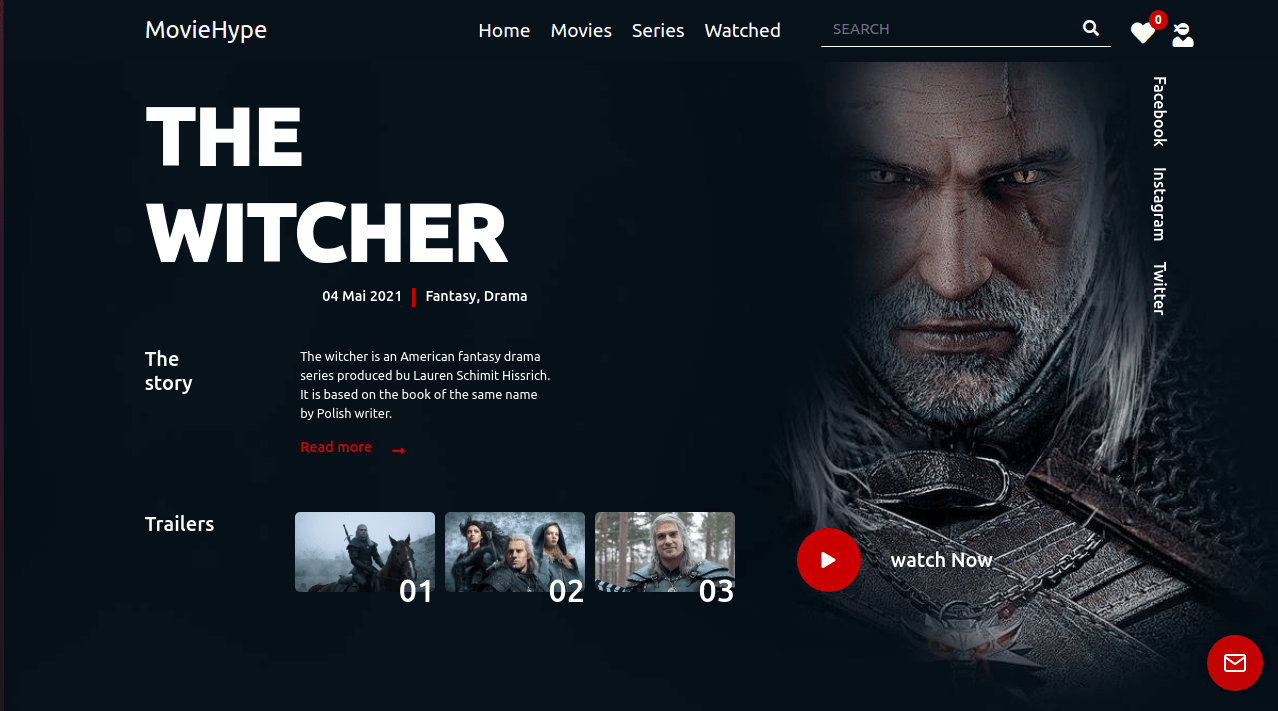 MovieHype
Home
Movies
Series
Watched
SEARCH
0
Facebook
Instagram
Twitter
THE
WITCHER
04 Mai 2021
Fantasy, Drama
The
story
The witcher is an American fantasy drama
series produced bu Lauren Schimit Hissrich.
It is based on the book of the same name
by Polish writer.
Read more
Trailers
01
02
03
watch Now